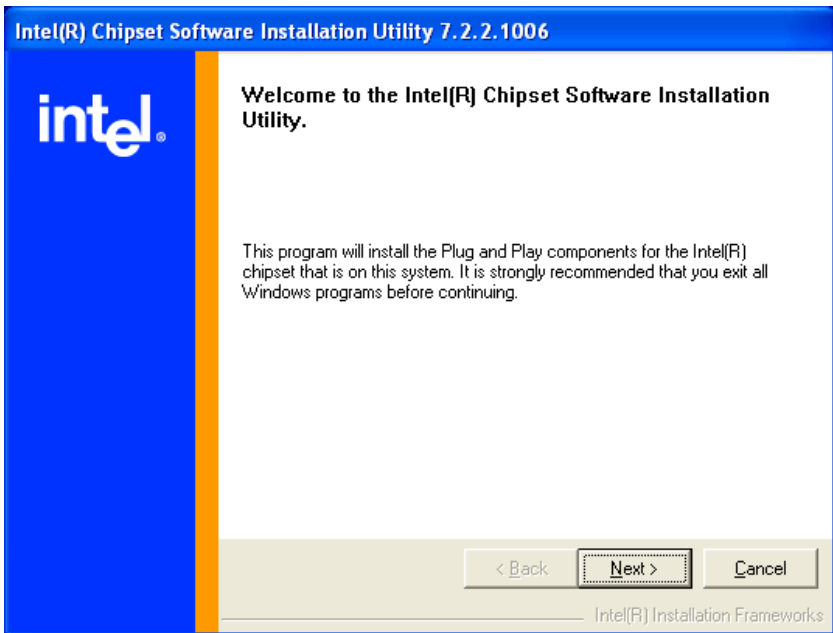 Intel(R) Chipset Software Installation Utility 7.2.2.1006
intel®
Welcome to the Intel(R) Chipset Software Installation
Utility.
This program will install the Plug and Play components for the Intel(R)
chipset that is on this system. It is strongly recommended that you exit all
Windows programs before continuing.
< Back
Next >
Cancel
Intel(R) Installation Frameworks